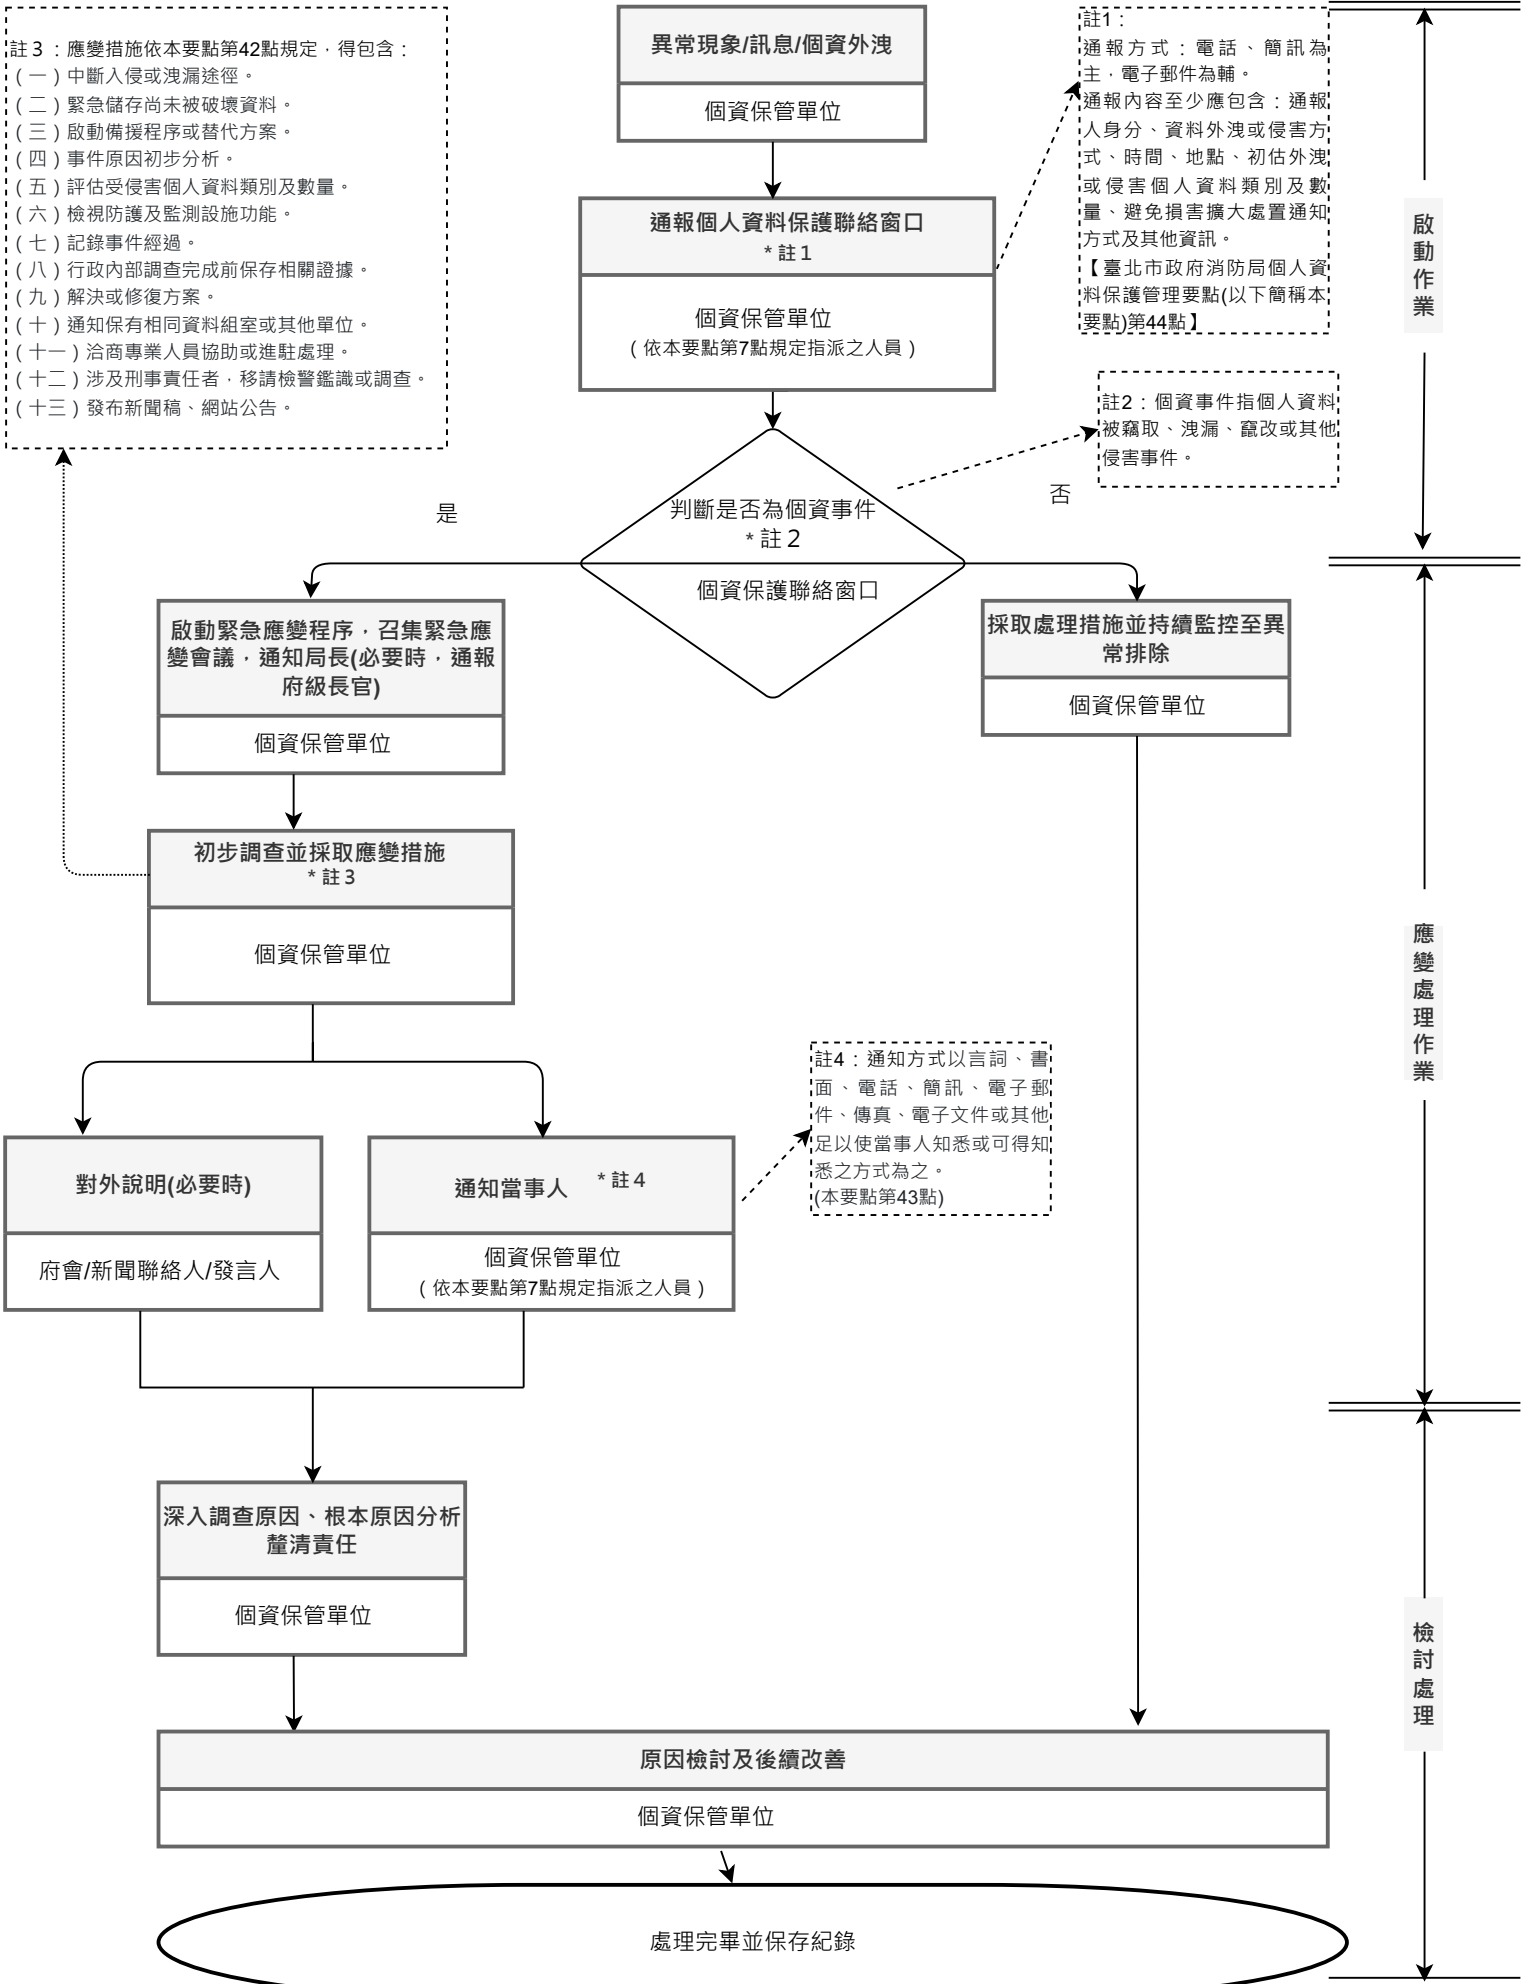 註３：應變措施依本要點第42點規定，得包含：
(一)中斷入侵或洩漏途徑。
(二)緊急儲存尚未被破壞資料。
(三)啟動備援程序或替代方案。
(四)事件原因初步分析。
(五)評估受侵害個人資料類別及數量。
(六)檢視防護及監測設施功能。
(七)記錄事件經過。
(八)行政內部調查完成前保存相關證據。
(九)解決或修復方案。
(十)通知保有相同資料組室或其他單位。
(十一)洽商專業人員協助或進駐處理。
(十二)涉及刑事責任者，移請檢警鑑識或調查。
(十三)發布新聞稿、網站公告。
異常現象/訊息/個資外洩
個資保管單位
註1：
通報方式：電話、簡訊為
主，電子郵件為輔。
通報內容至少應包含：通報
人身分、資料外洩或侵害方
式、時間、地點、初估外洩
或侵害個人資料類別及數
量、避免損害擴大處置通知
方式及其他資訊。
【臺北市政府消防局個人資
料保護管理要點(以下簡稱本
要點)第44點】
通報個人資料保護聯絡窗口
*註１
個資保管單位
(依本要點第7點規定指派之人員)
啟動作業
註2：個資事件指個人資料
被竊取、洩漏、竄改或其他
侵害事件。
是
否
判斷是否為個資事件
*註２
個資保護聯絡窗口
啟動緊急應變程序，召集緊急應
變會議，通知局長(必要時，通報
府級長官)
個資保管單位
採取處理措施並持續監控至異
常排除
個資保管單位
初步調查並採取應變措施
*註３
個資保管單位
應變處理作業
註4：通知方式以言詞、書
面、電話、簡訊、電子郵
件、傳真、電子文件或其他
足以使當事人知悉或可得知
悉之方式為之。
(本要點第43點)
對外說明(必要時)
府會/新聞聯絡人/發言人
通知當事人 *註４
個資保管單位
(依本要點第7點規定指派之人員)
深入調查原因、根本原因分析
釐清責任
個資保管單位
檢討處理
原因檢討及後續改善
個資保管單位
處理完畢並保存紀錄